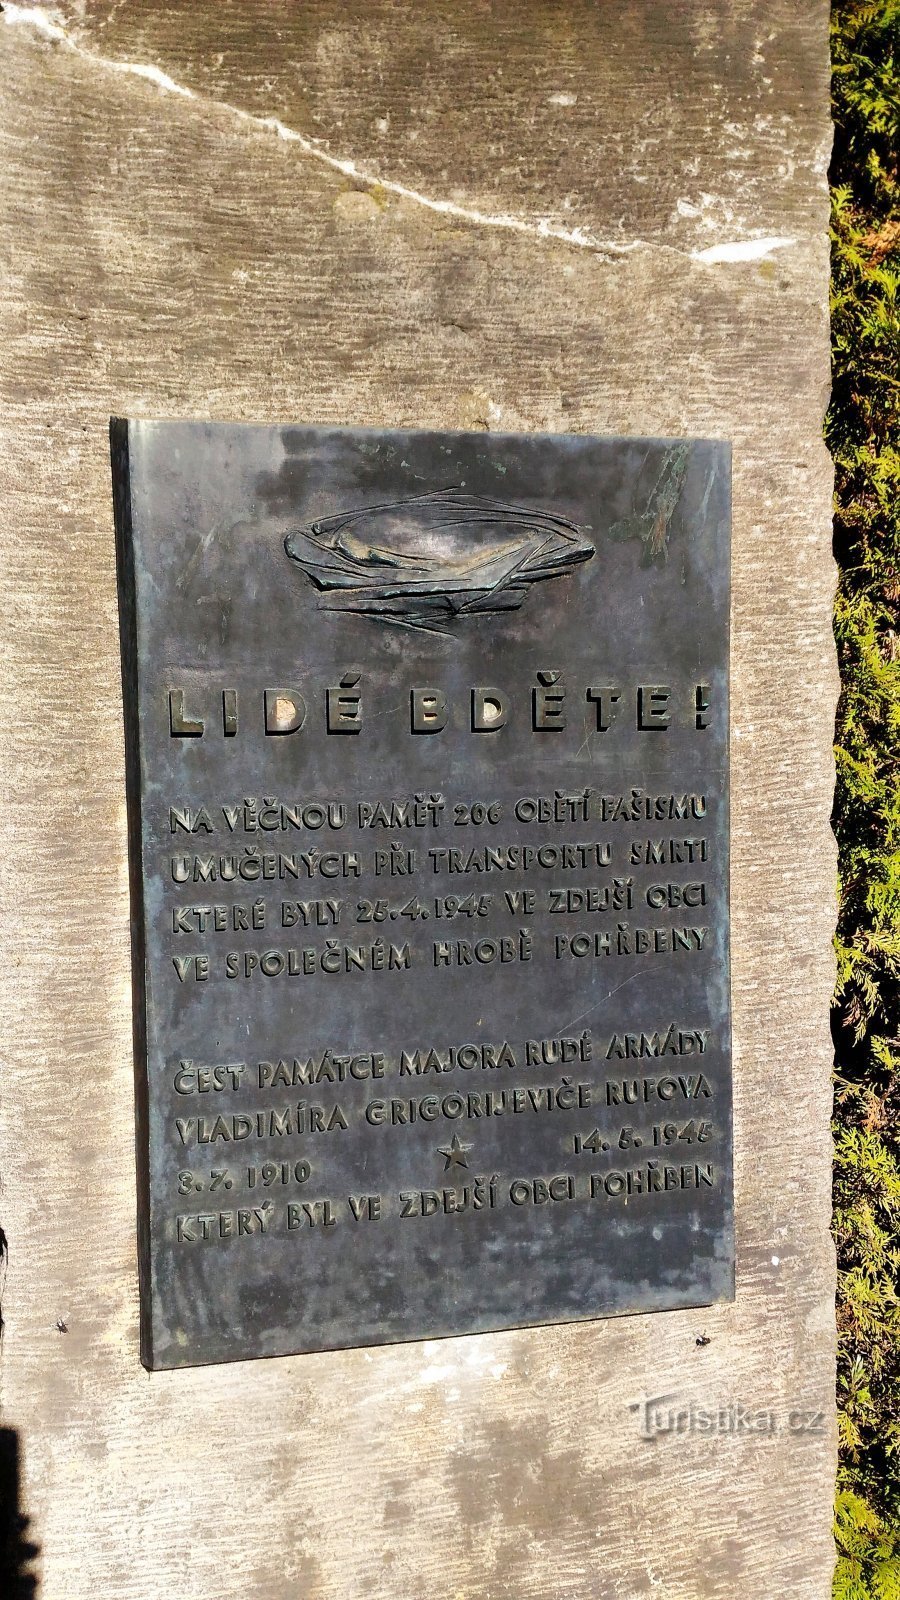 LIDÉ BDĚTE!
NA VĚČNOU PAMĚŤ 206 OBĚTÍ FAŠISMU
UMUČENÝCH PŘI TRANSPORTU SMRTI
KTERÉ BYLY 25.4.1945 VE ZDEJŠÍ OBCI
VE SPOLEČNÉM HROBĚ POHŘBENY
ČEST PAMÁTCE MAJORA RUDÉ ARMÁDY
VLADIMÍRA GRIGORIJEVIČE RUFOVA
3.7. 1910 14.5. 1945
KTERÝ BYL VE ZDEJŠÍ OBCI POHŘBEN
Turistika.cz